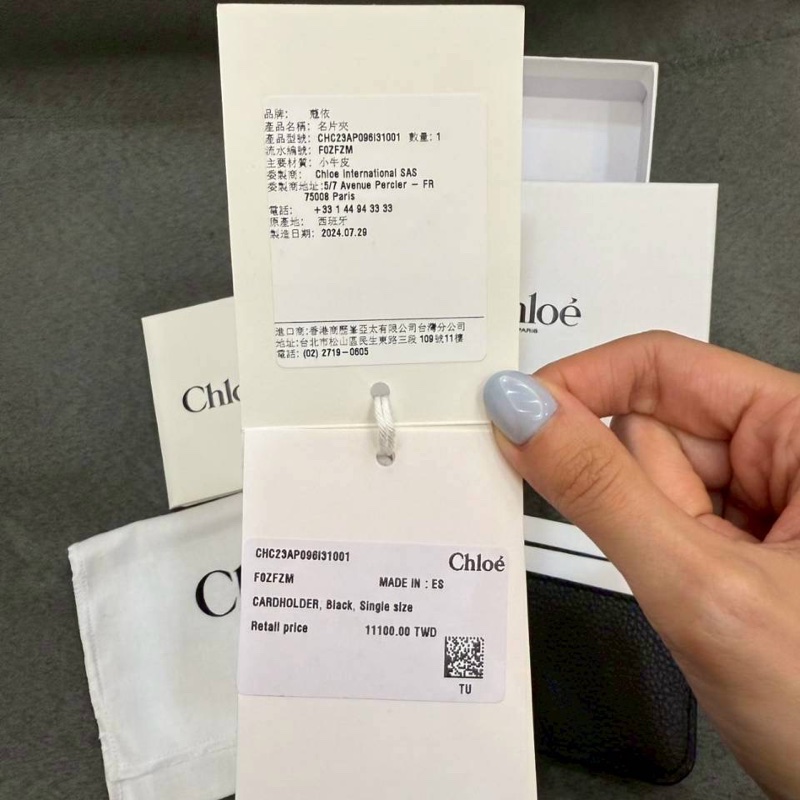 品牌: 蔻依
產品名稱: 名片夾
產品型號: CHC23AP096I31001 數量: 1
流水編號: F0ZFZM
主要材質: 小牛皮
委製商: Chloe International SAS
委製商地址:5/7 Avenue Percier - FR
75008 Paris
電話: +33 1 44 94 33 33
原產地: 西班牙
製造日期: 2024.07.29
進口商:香港商歷峯亞太有限公司台灣分公司
地址:台北市松山區民生東路三段 109號11樓
電話: (02) 2719-0605
hloé
PARIS
Chlo
CHC23AP096I31001
Chloé
F0ZFZM
MADE IN : ES
CARDHOLDER, Black, Single size
Retail price 11100.00 TWD
TU
Ch